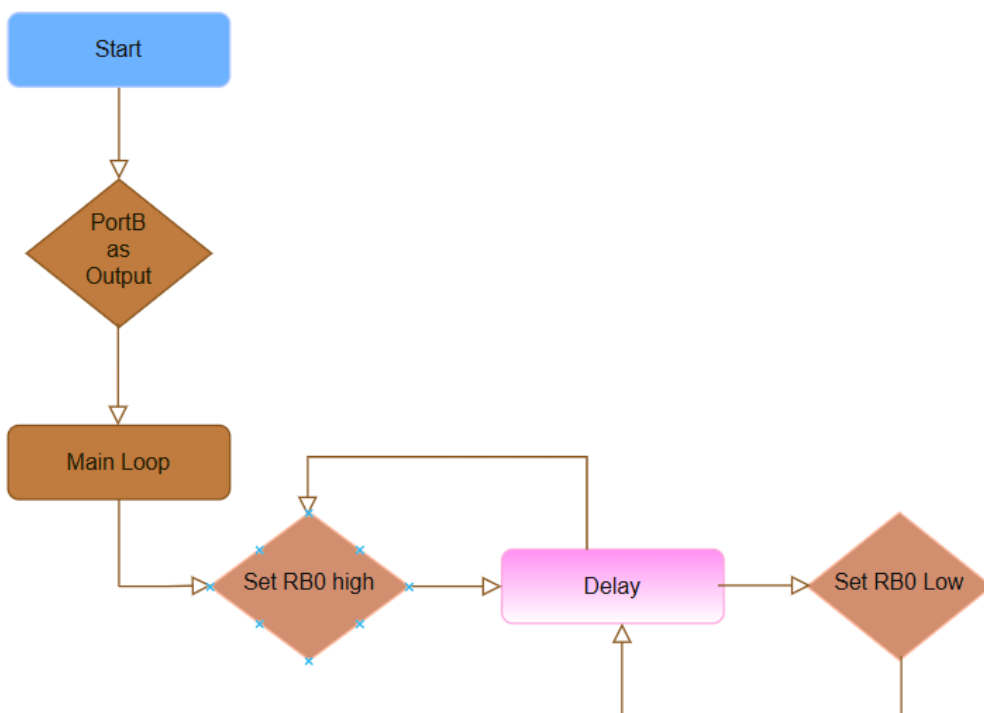 Start
PortB
as
Output
Main Loop
Set RB0 high
Delay
Set RB0 Low